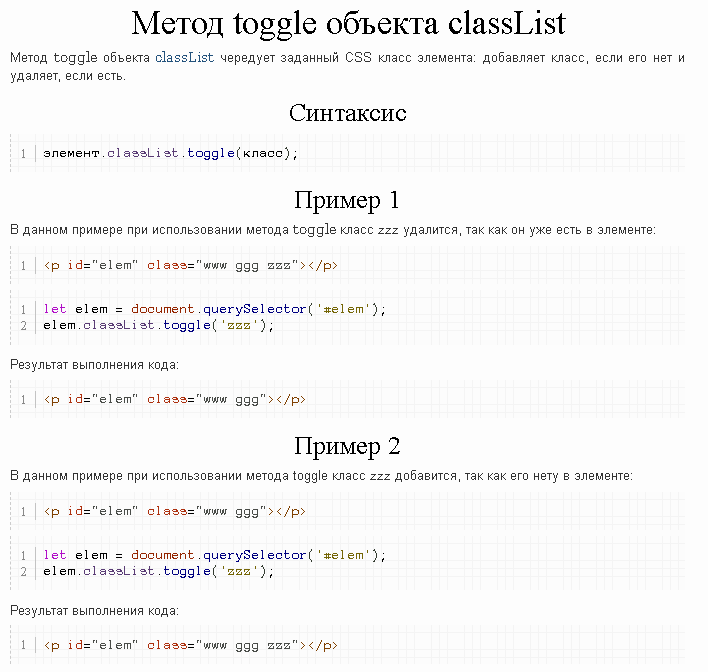 Метод toggle объекта classList
Метод toggle объекта classList чередует заданный CSS класс элемента: добавляет класс, если его нет и
удаляет, если есть.
Синтаксис
1 элемент.classList.toggle(класс);
Пример 1
В данном примере при использовании метода toggle класс zzz удалится, так как он уже есть в элементе:
1 <p id="elem" class="www ggg zzz"></p>
1 let elem = document.querySelector('#elem');
2 elem.classList.toggle('zzz');
Результат выполнения кода:
1 <p id="elem" class="www ggg"></p>
Пример 2
В данном примере при использовании метода toggle класс zzz добавится, так как его нету в элементе:
1 <p id="elem" class="www ggg"></p>
1 let elem = document.querySelector('#elem');
2 elem.classList.toggle('zzz');
Результат выполнения кода:
1 <p id="elem" class="www ggg zzz"></p>